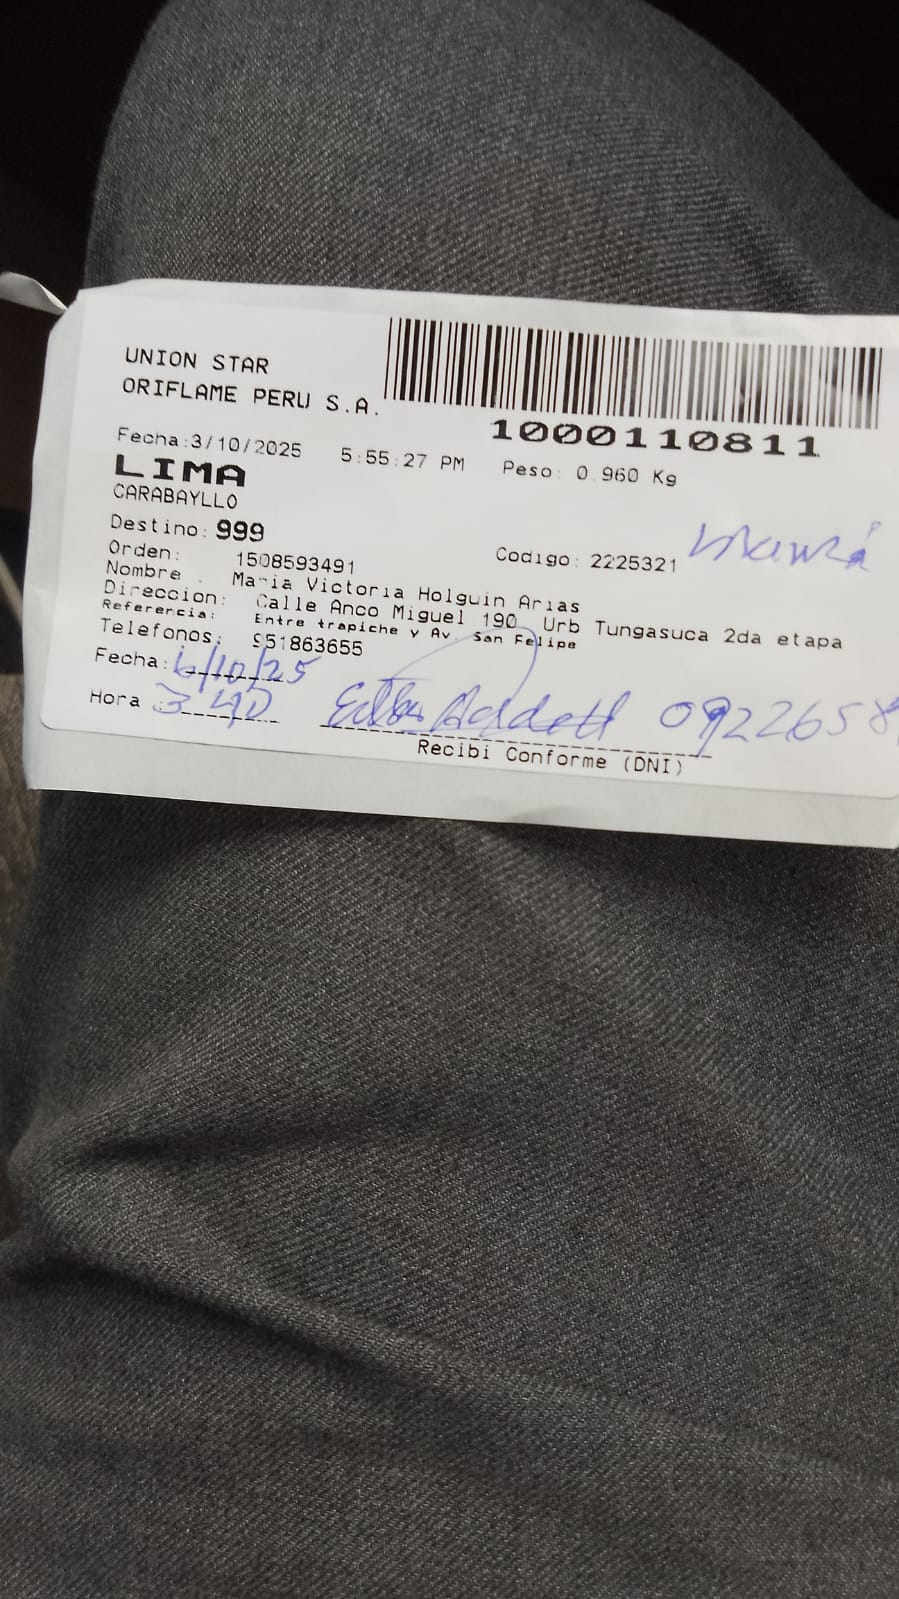 UNION STAR
ORIFLAME PERU S.A.
1000110811
Fecha:3/10/2025 5:55:27 PM Peso: 0.960 Kg
LIMA
CARABAYLLO
Destino: 999
Orden: 1508593491 Codigo: 2225321 mamá
Nombre : Maria Victoria Holguin Arias
Direccion: Calle Anco Miguel 190 Urb Tungasuca 2da etapa
Referencia: Entre trapiche y Av. San Felipe
Telefonos: 951863655
Fecha: 6/10/25
Hora : 3 40 0922658
Recibi Conforme (DNI)